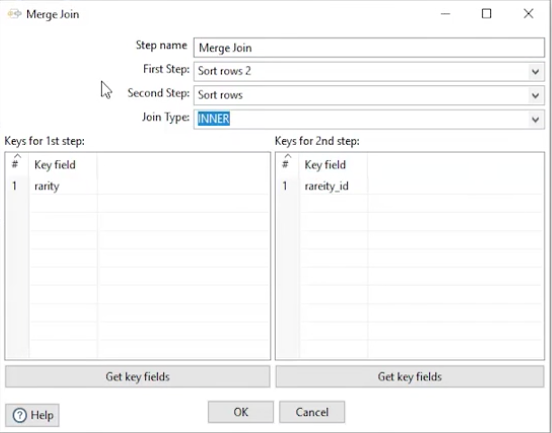 Merge Join
Step name Merge Join
First Step: Sort rows 2
Second Step: Sort rows
Join Type: INNER
Keys for 1st step: Keys for 2nd step:
# Key field # Key field
1 rarity 1 rareity_id
Get key fields Get key fields
? Help OK Cancel